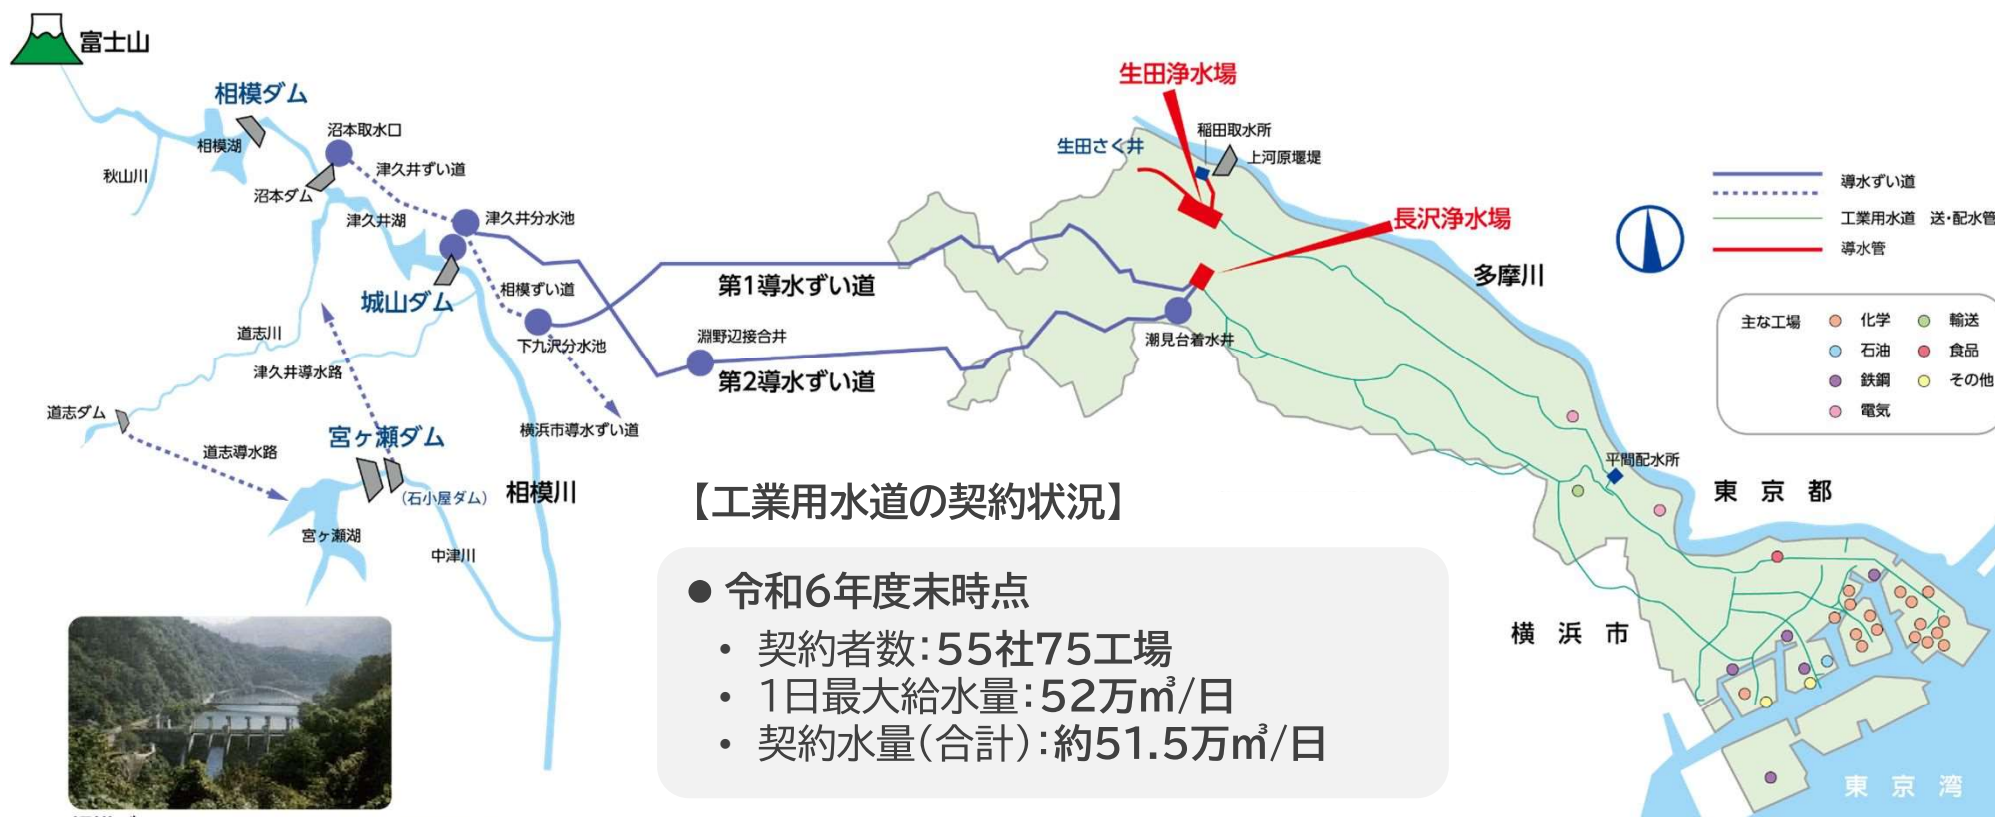 富士山
相模ダム
相模湖
秋山川
沼本取水口
沼本ダム
津久井ずい道
津久井湖
津久井分水池
城山ダム
相模ずい道
下九沢分水池
道志川
津久井導水路
道志ダム
道志導水路
宮ヶ瀬ダム
(石小屋ダム)
宮ヶ瀬湖
中津川
相模川
横浜市導水ずい道
淵野辺接合井
第1導水ずい道
第2導水ずい道
生田浄水場
生田さく井
稲田取水所
上河原堰堤
長沢浄水場
潮見台着水井
多摩川
平間配水所
東京都
横浜市
東京湾
導水ずい道
工業用水道 送・配水管
導水管
主な工場
化学
輸送
石油
食品
鉄鋼
その他
電気
【工業用水道の契約状況】
● 令和6年度末時点
• 契約者数：55社75工場
• 1日最大給水量：52万㎥/日
• 契約水量(合計)：約51.5万㎥/日